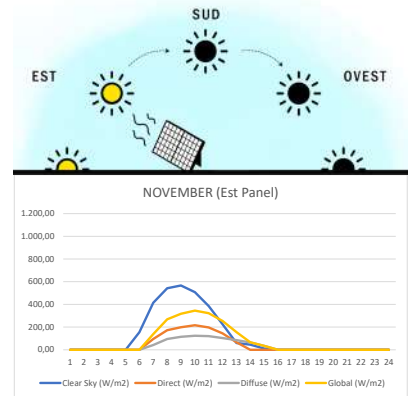 SUD
EST
OVEST
NOVEMBER (Est Panel)
1.200,00
1.000,00
800,00
600,00
400,00
200,00
0,00
1 2 3 4 5 6 7 8 9 10 11 12 13 14 15 16 17 18 19 20 21 22 23 24
Clear Sky (W/m2) Direct (W/m2) Diffuse (W/m2) Global (W/m2)